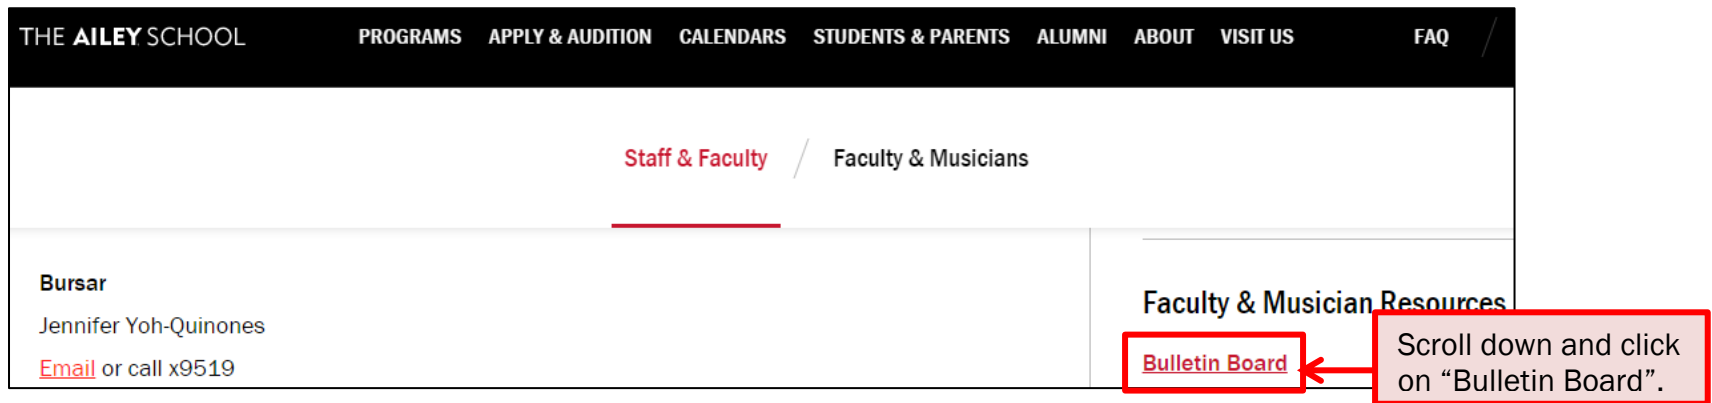 THE AILEY SCHOOL PROGRAMS APPLY & AUDITION CALENDARS STUDENTS & PARENTS ALUMNI ABOUT VISIT US FAQ
Staff & Faculty / Faculty & Musicians
Bursar
Jennifer Yoh-Quinones
Email or call x9519
Faculty & Musician Resources
Bulletin Board
Scroll down and click
on “Bulletin Board”.